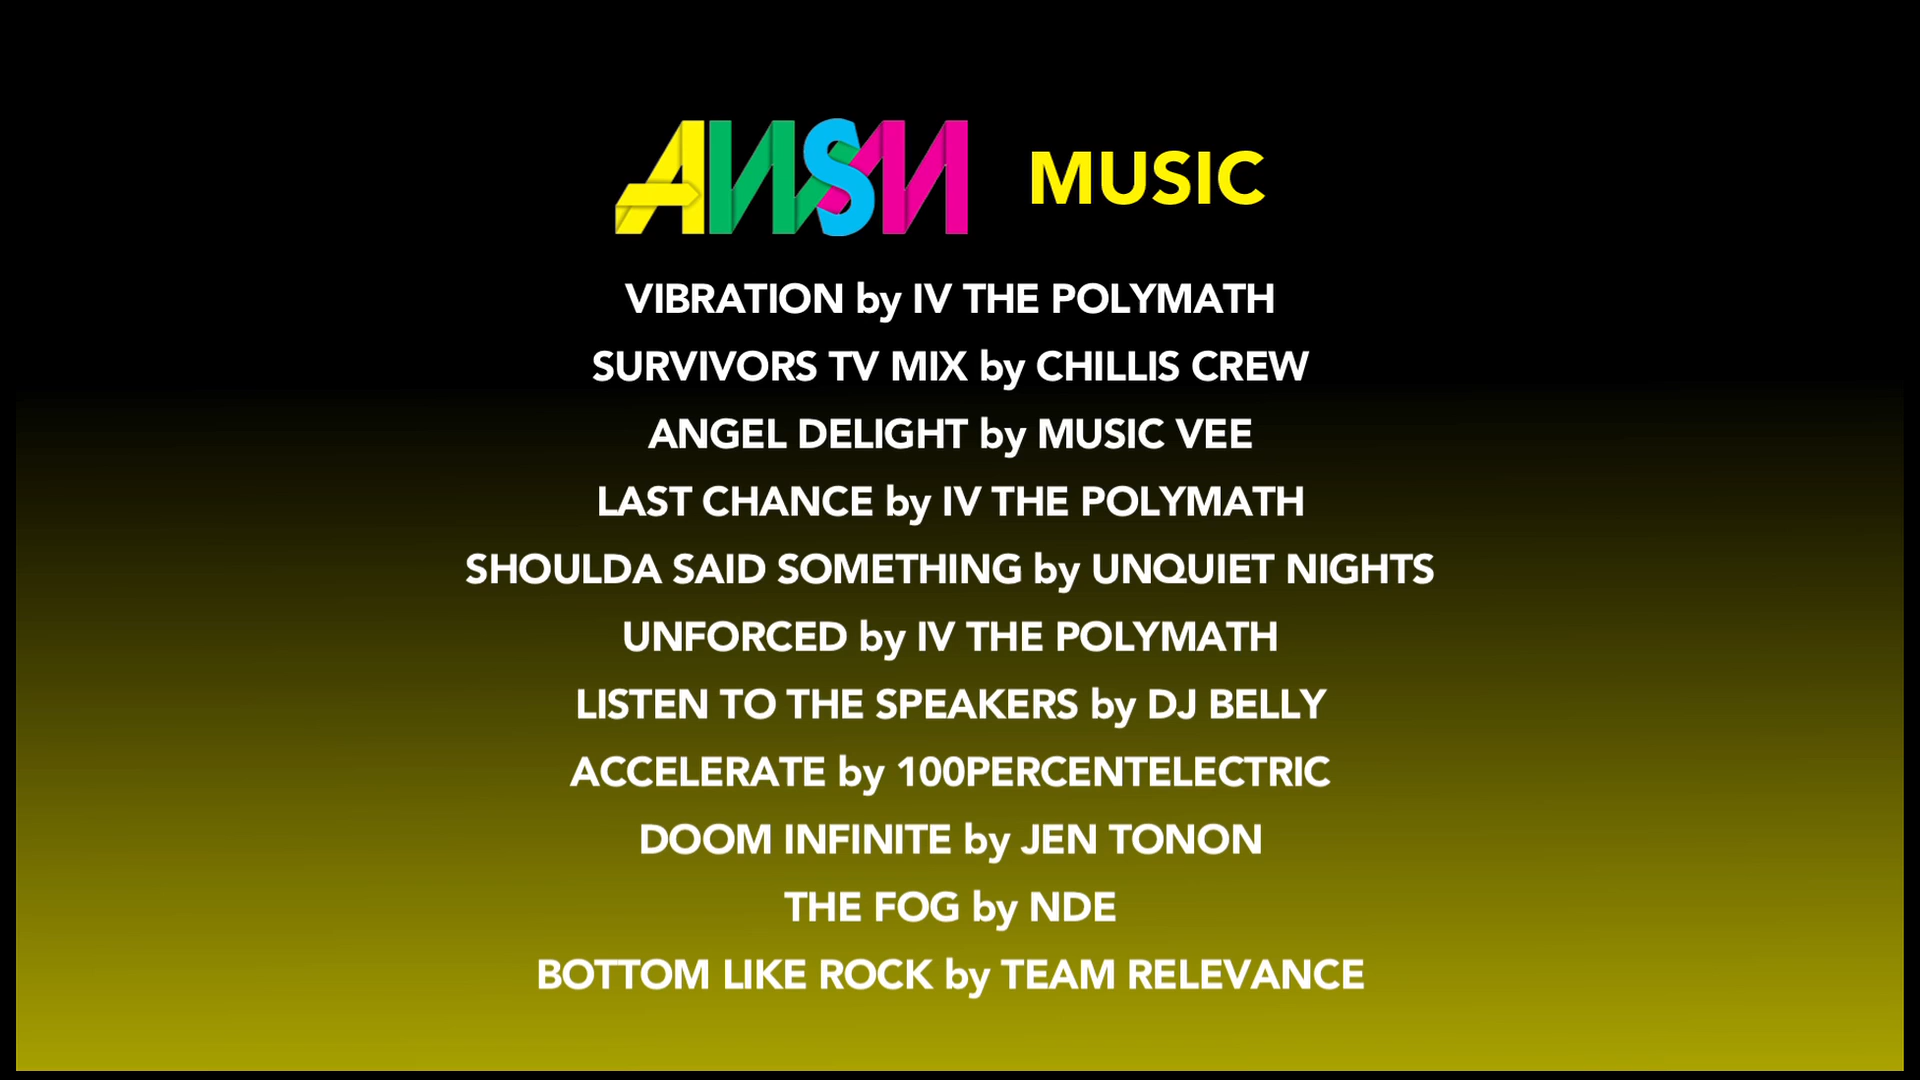 AWSM MUSIC
VIBRATION by IV THE POLYMATH
SURVIVORS TV MIX by CHILLIS CREW
ANGEL DELIGHT by MUSIC VEE
LAST CHANCE by IV THE POLYMATH
SHOULDA SAID SOMETHING by UNQUIET NIGHTS
UNFORCED by IV THE POLYMATH
LISTEN TO THE SPEAKERS by DJ BELLY
ACCELERATE by 100PERCENTELECTRIC
DOOM INFINITE by JEN TONON
THE FOG by NDE
BOTTOM LIKE ROCK by TEAM RELEVANCE